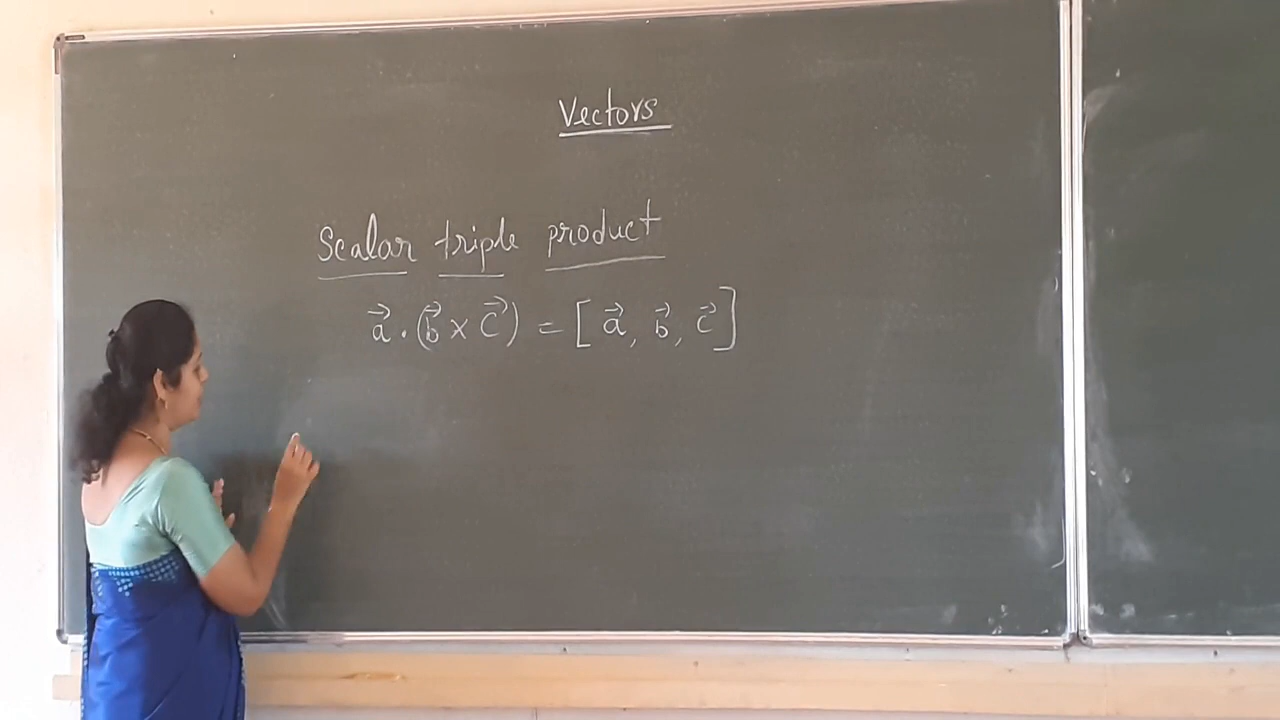 Vectors
Scalar triple product
a⃗ . (b⃗ × c⃗) = [a⃗, b⃗, c⃗]